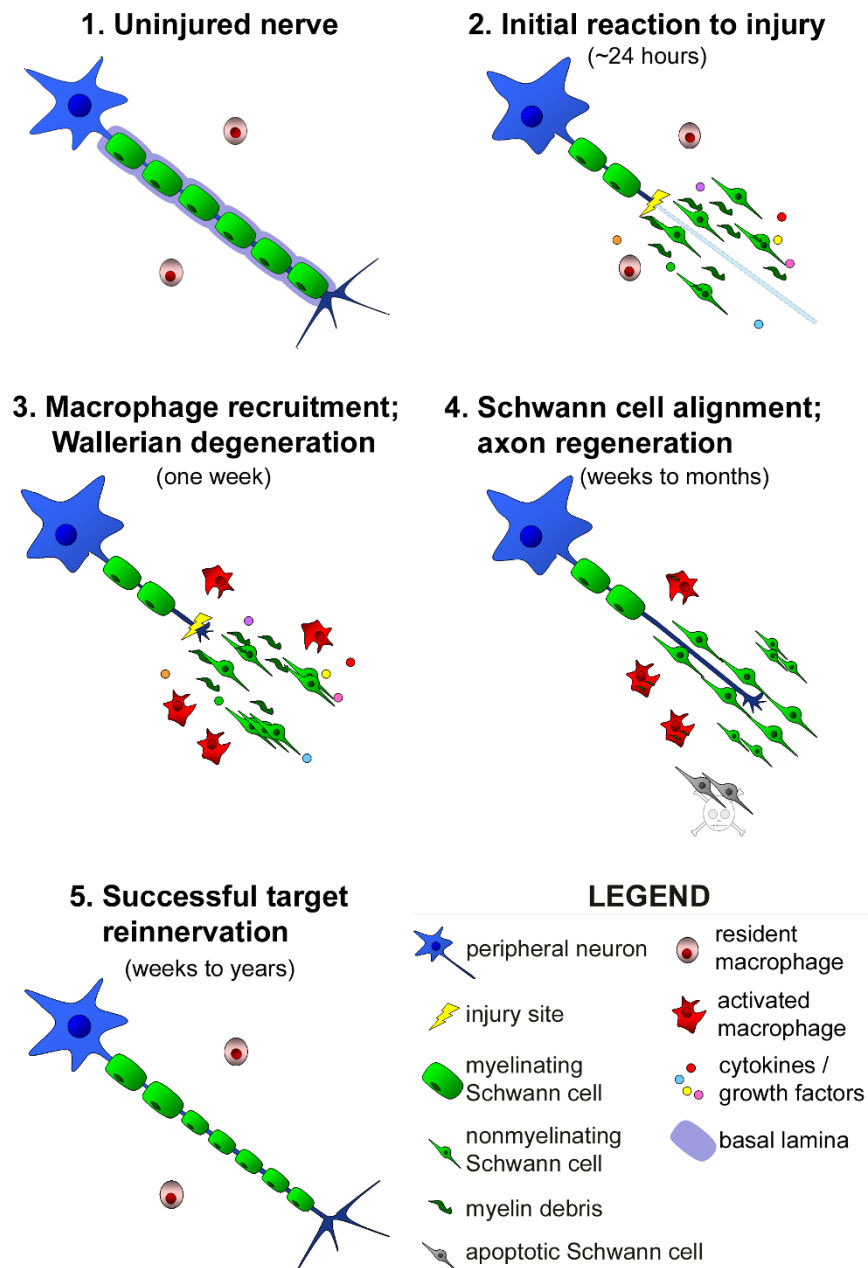 1. Uninjured nerve
2. Initial reaction to injury
(~24 hours)
3. Macrophage recruitment;
Wallerian degeneration
(one week)
4. Schwann cell alignment;
axon regeneration
(weeks to months)
5. Successful target
reinnervation
(weeks to years)
LEGEND
peripheral neuron
injury site
myelinating
Schwann cell
nonmyelinating
Schwann cell
myelin debris
apoptotic Schwann cell
resident
macrophage
activated
macrophage
cytokines /
growth factors
basal lamina